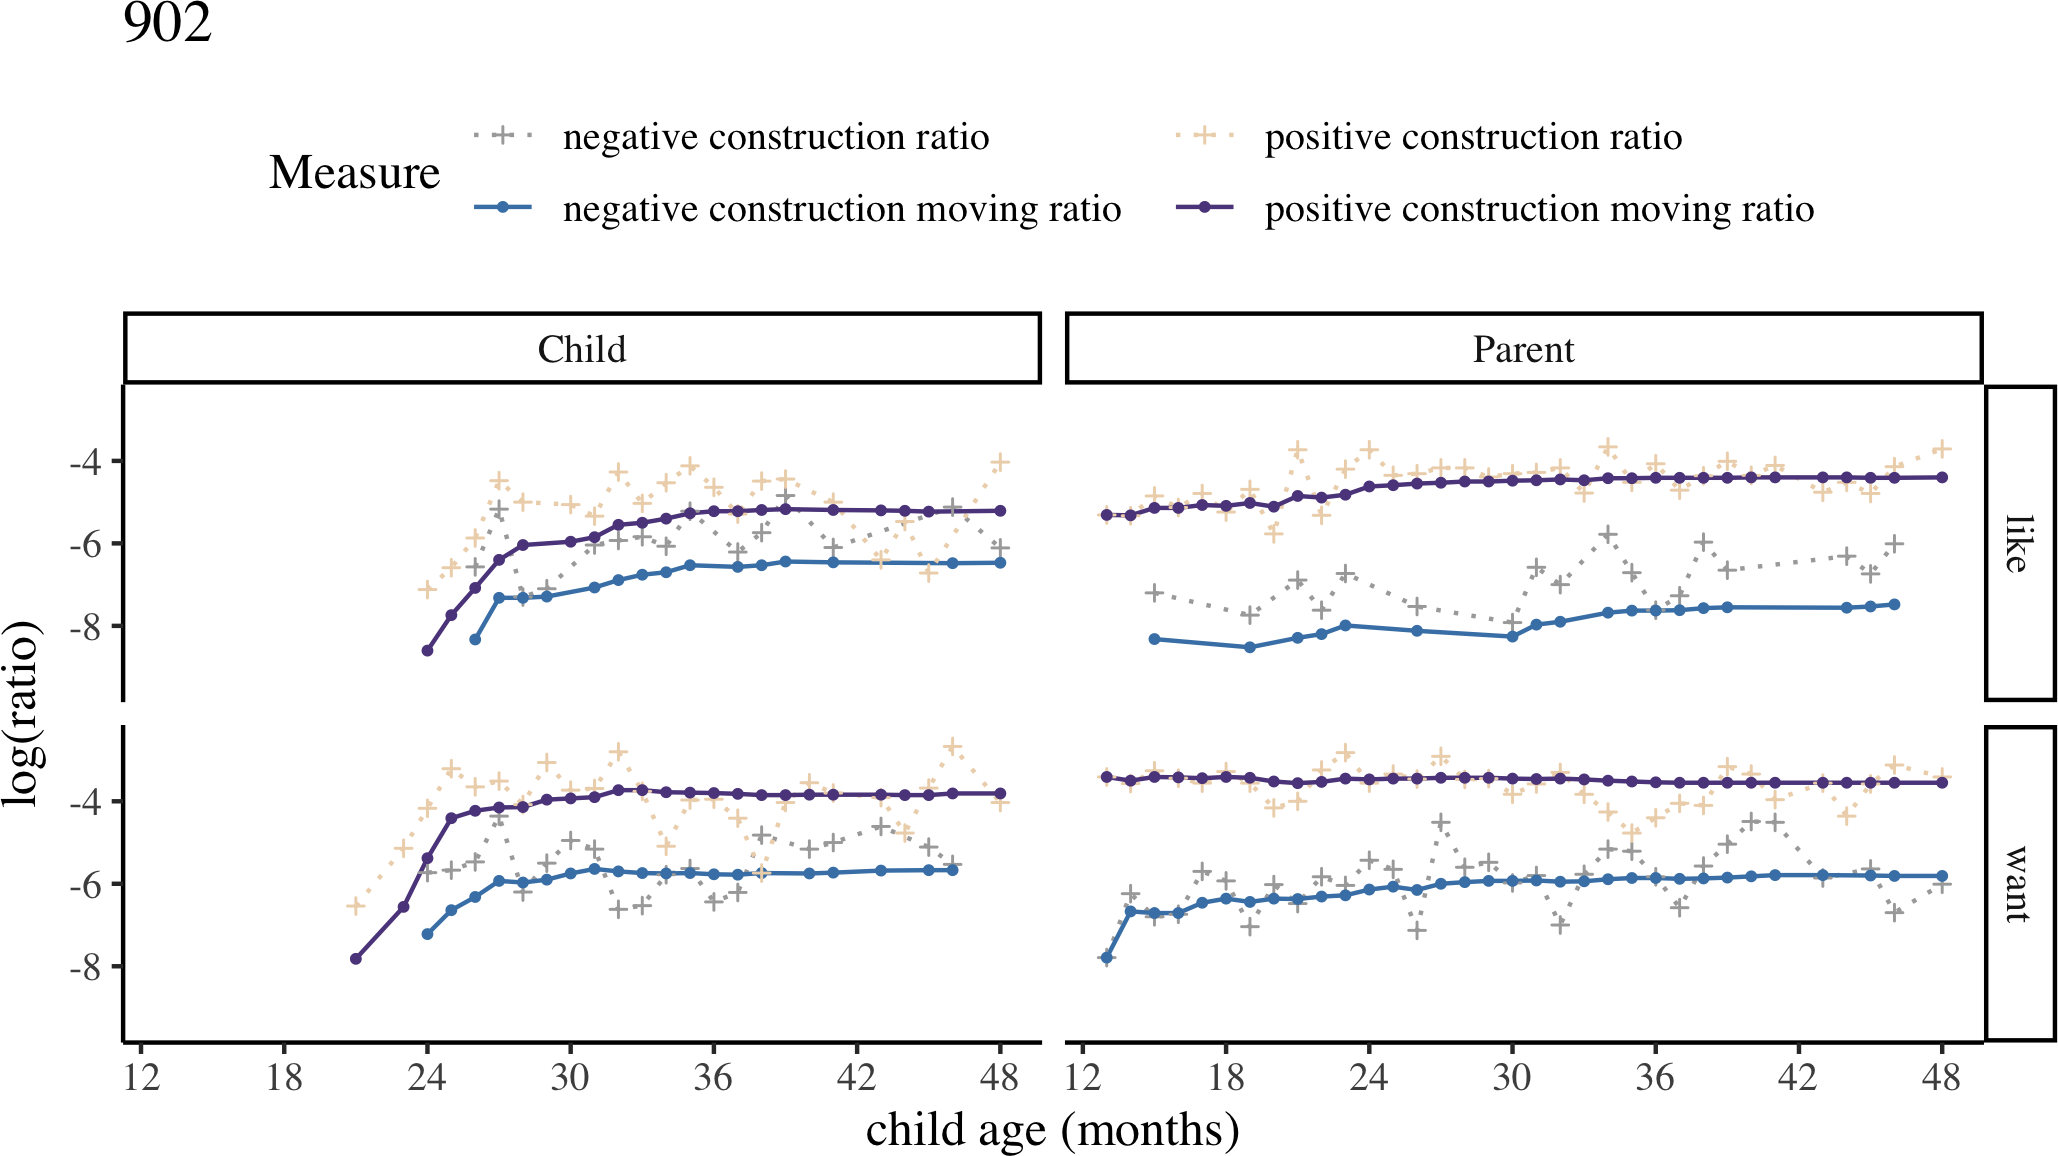 902
Measure
negative construction ratio
positive construction ratio
negative construction moving ratio
positive construction moving ratio
Child
Parent
like
want
log(ratio)
-4
-6
-8
-4
-6
-8
12 18 24 30 36 42 48
12 18 24 30 36 42 48
child age (months)